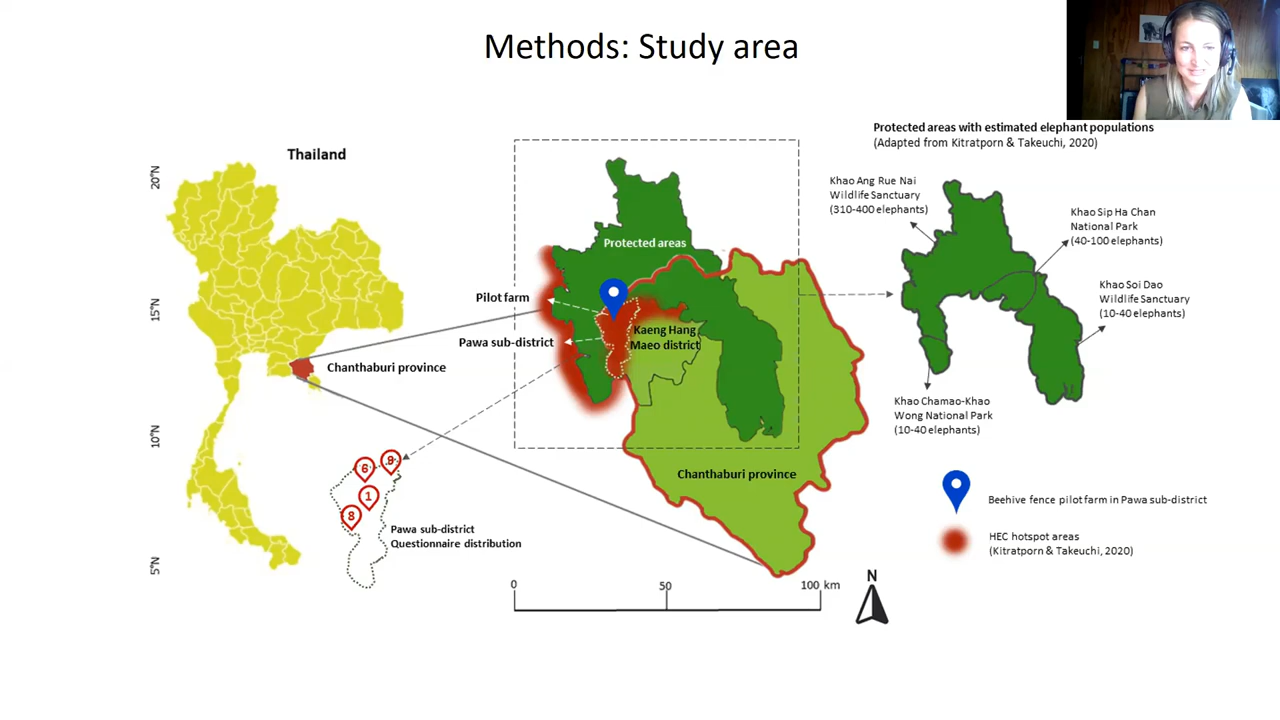 Methods: Study area
Thailand
20°N
15°N
10°N
5°N
Chanthaburi province
6
9
1
8
Pawa sub-district
Questionnaire distribution
Protected areas
Pilot farm
Pawa sub-district
Kaeng Hang
Maeo district
Chanthaburi province
0
50
100 km
N
Protected areas with estimated elephant populations
(Adapted from Kitratporn & Takeuchi, 2020)
Khao Ang Rue Nai
Wildlife Sanctuary
(310-400 elephants)
Khao Sip Ha Chan
National Park
(40-100 elephants)
Khao Soi Dao
Wildlife Sanctuary
(10-40 elephants)
Khao Chamao-Khao
Wong National Park
(10-40 elephants)
Beehive fence pilot farm in Pawa sub-district
HEC hotspot areas
(Kitratporn & Takeuchi, 2020)